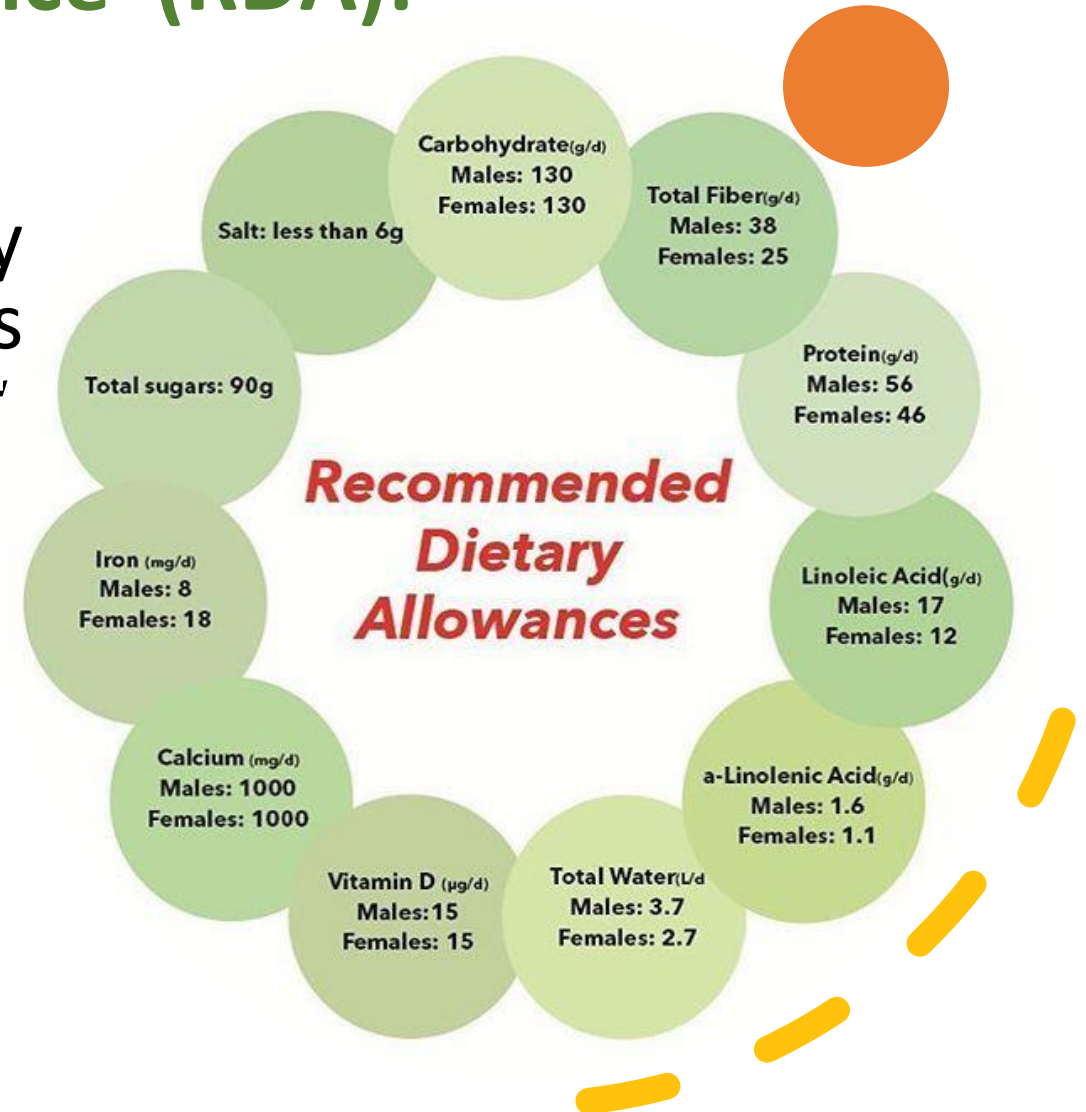 (RDA):
y
s
Carbohydrate(g/d)
Males: 130
Females: 130
Total Fiber(g/d)
Males: 38
Females: 25
Protein(g/d)
Males: 56
Females: 46
Linoleic Acid(g/d)
Males: 17
Females: 12
a-Linolenic Acid(g/d)
Males: 1.6
Females: 1.1
Total Water(L/d
Males: 3.7
Females: 2.7
Vitamin D (μg/d)
Males:15
Females: 15
Calcium (mg/d)
Males: 1000
Females: 1000
Iron (mg/d)
Males: 8
Females: 18
Total sugars: 90g
Salt: less than 6g
Recommended
Dietary
Allowances